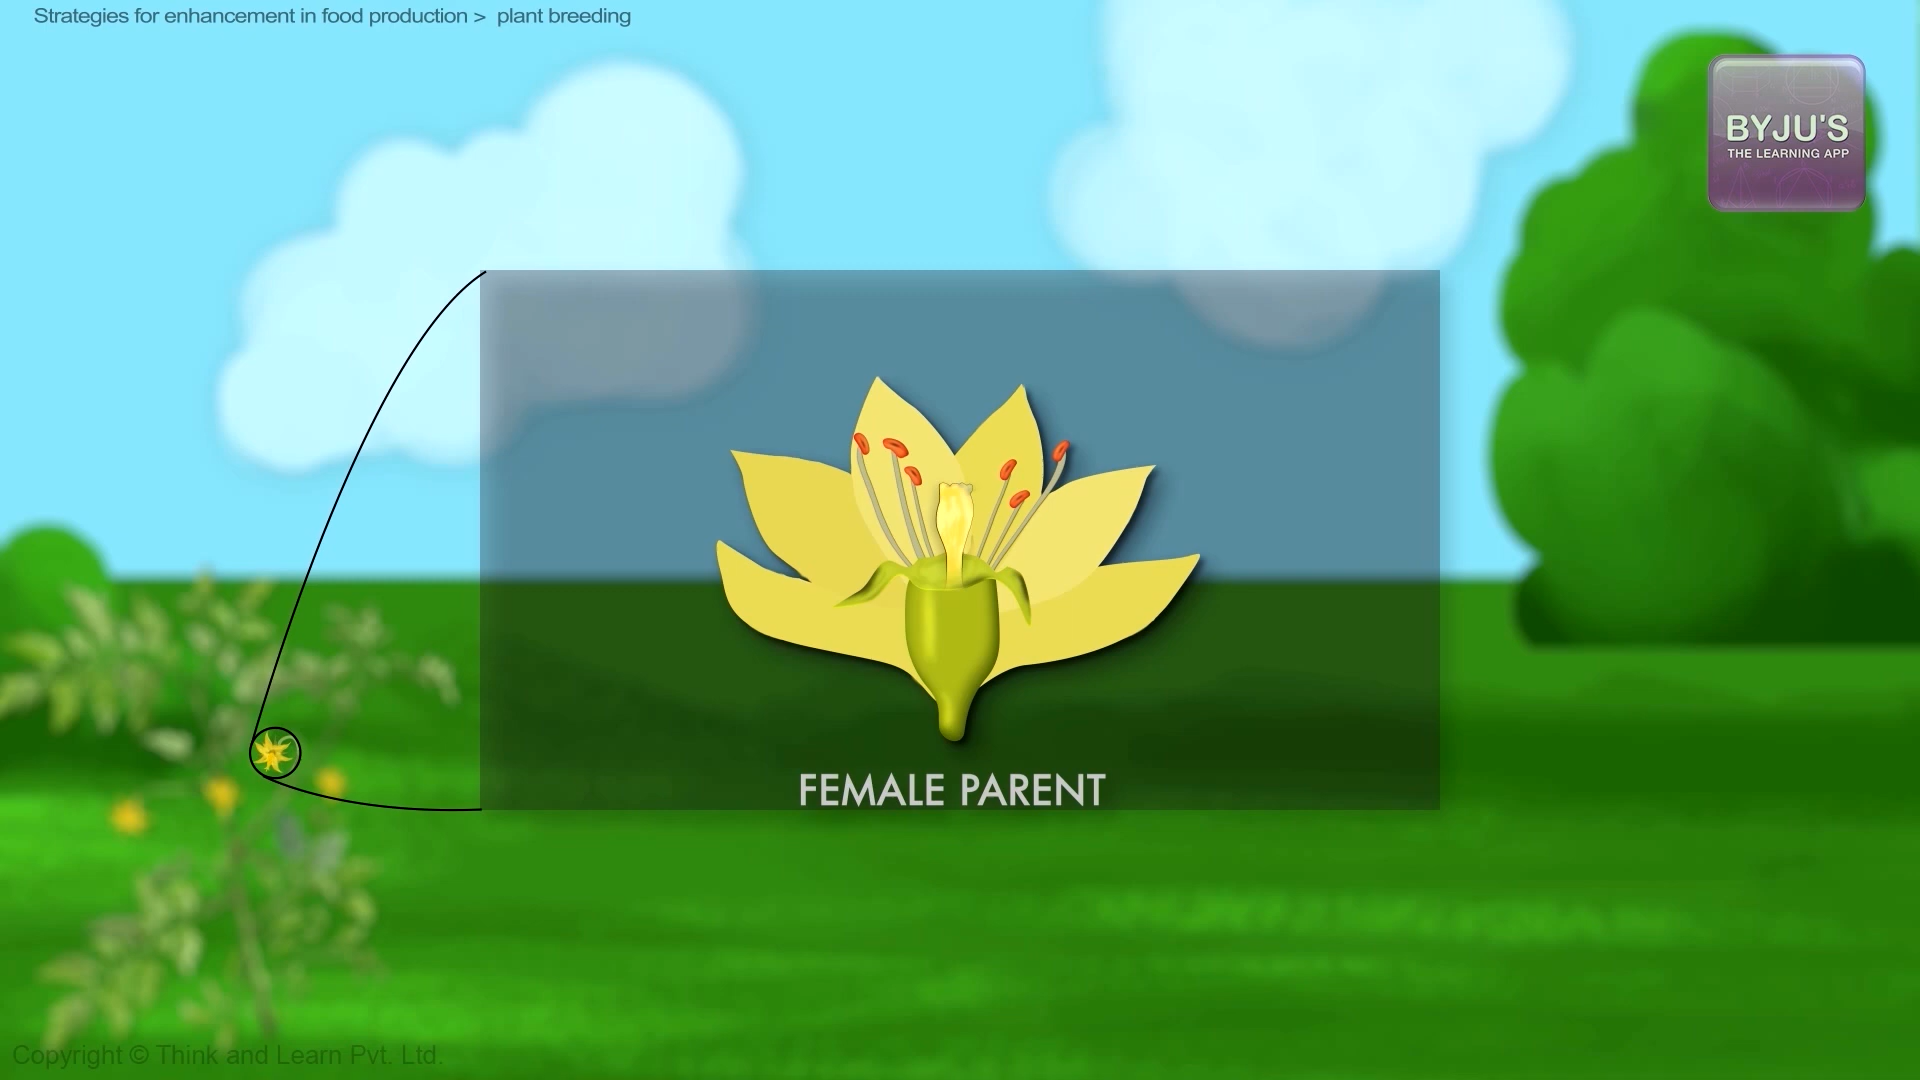 Strategies for enhancement in food production > plant breeding
BYJU'S
THE LEARNING APP
FEMALE PARENT
Copyright © Think and Learn Pvt. Ltd.